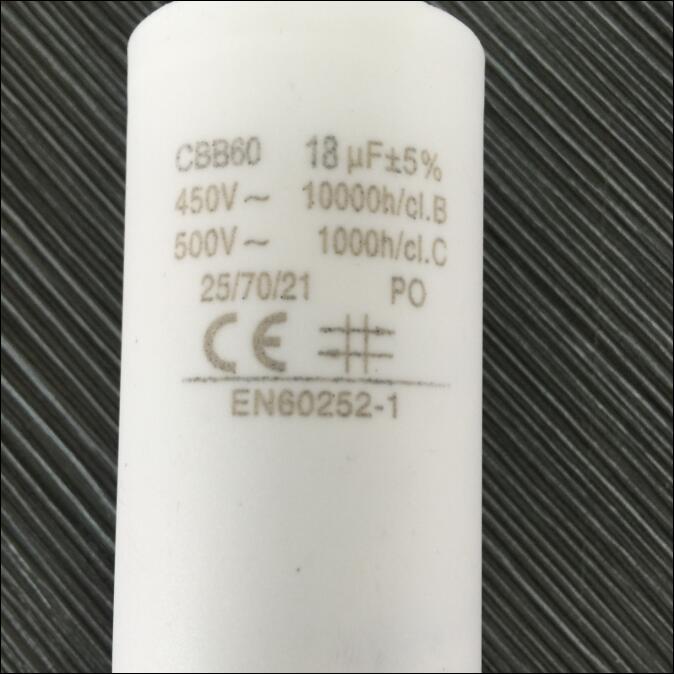 CBB60 18 µF±5%
450V~ 10000h/cl.B
500V~ 1000h/cl.C
25/70/21 PO
CE
EN60252-1